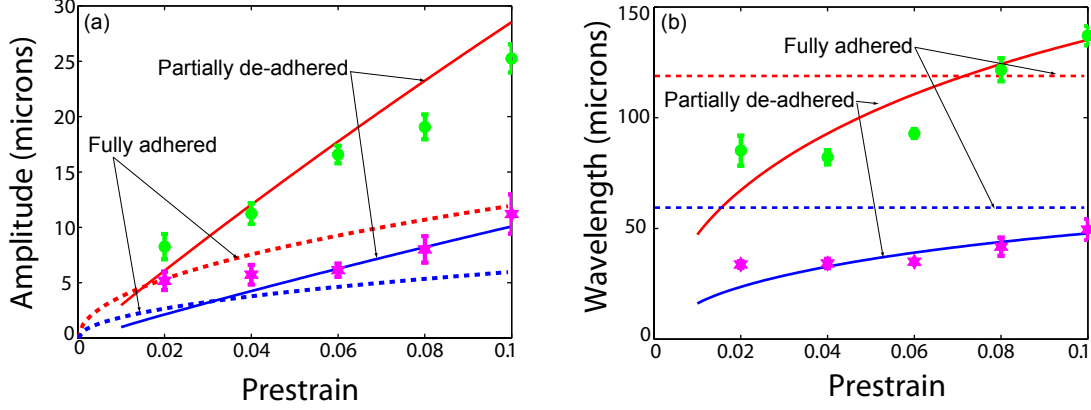 (a)
Amplitude (microns)
30
25
20
15
10
5
0
Partially de-adhered
Fully adhered
0
0.02
0.04
0.06
0.08
0.1
Prestrain
(b)
Wavelength (microns)
150
100
50
0
Fully adhered
Partially de-adhered
0
0.02
0.04
0.06
0.08
0.1
Prestrain